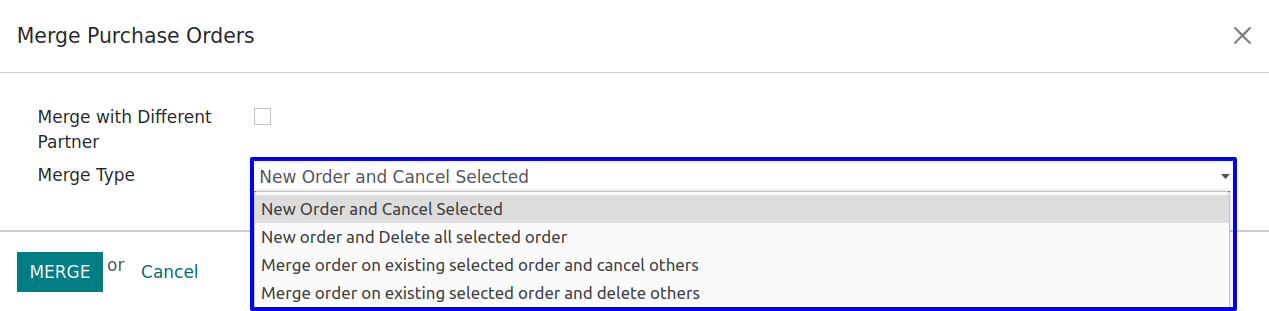 Merge Purchase Orders
Merge with Different
Partner
Merge Type
New Order and Cancel Selected
New Order and Cancel Selected
New order and Delete all selected order
Merge order on existing selected order and cancel others
Merge order on existing selected order and delete others
MERGE or Cancel